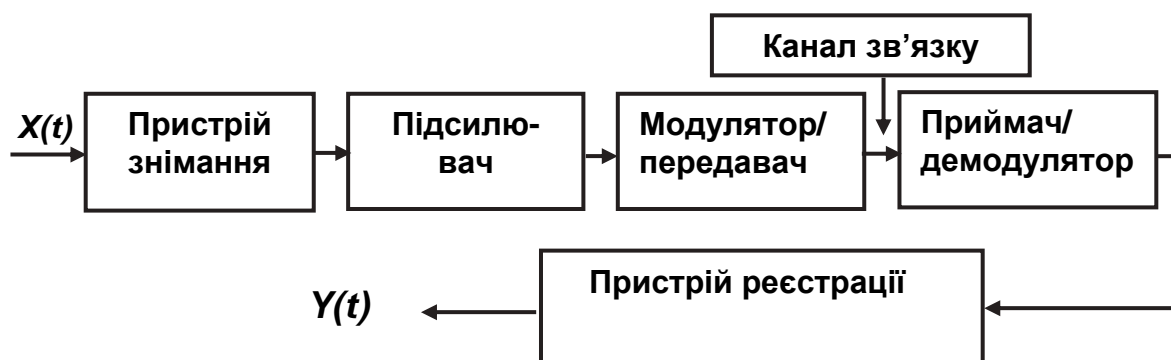 Канал зв’язку
X(t)
Пристрій
знімання
Підсилю-
вач
Модулятор/
передавач
Приймач/
демодулятор
Пристрій реєстрації
Y(t)